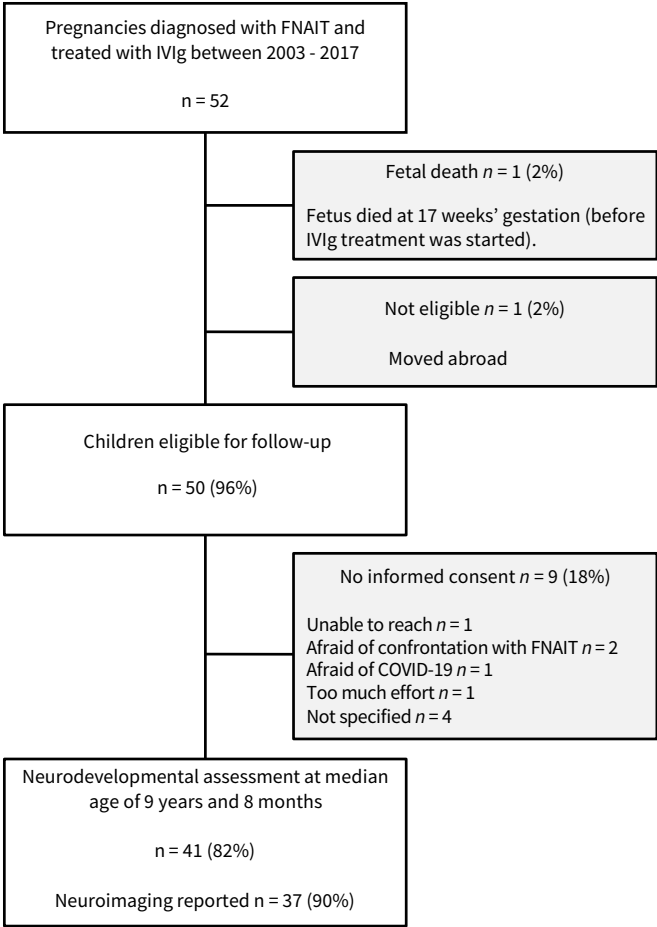 Pregnancies diagnosed with FNAIT and
treated with IVIg between 2003 - 2017
n = 52
Fetal death n = 1 (2%)
Fetus died at 17 weeks’ gestation (before
IVIg treatment was started).
Not eligible n = 1 (2%)
Moved abroad
Children eligible for follow-up
n = 50 (96%)
No informed consent n = 9 (18%)
Unable to reach n = 1
Afraid of confrontation with FNAIT n = 2
Afraid of COVID-19 n = 1
Too much effort n = 1
Not specified n = 4
Neurodevelopmental assessment at median
age of 9 years and 8 months
n = 41 (82%)
Neuroimaging reported n = 37 (90%)